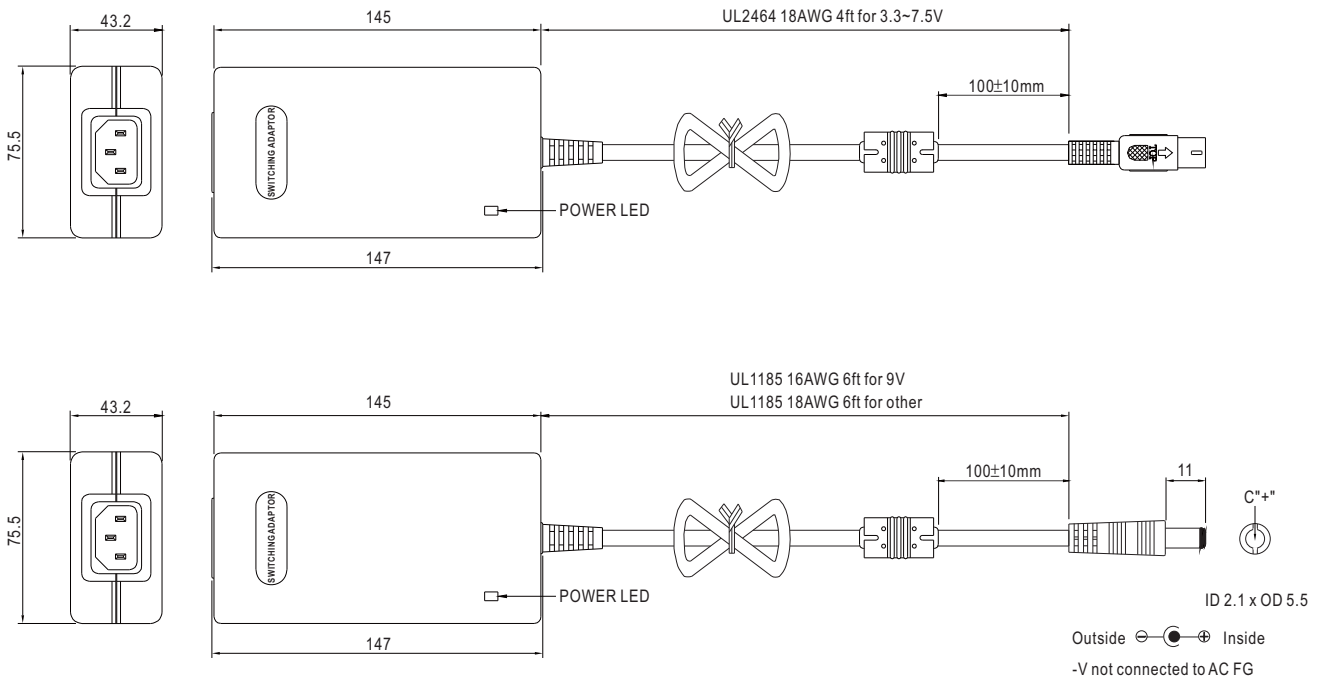 43.2
145
UL2464 18AWG 4ft for 3.3~7.5V
100±10mm
75.5
SWITCHING ADAPTOR
TOP
POWER LED
147
UL1185 16AWG 6ft for 9V
UL1185 18AWG 6ft for other
43.2
145
100±10mm
11
C"+"
75.5
SWITCHINGADAPTOR
POWER LED
ID 2.1 x OD 5.5
147
Outside ⊖ ⊕ Inside
-V not connected to AC FG